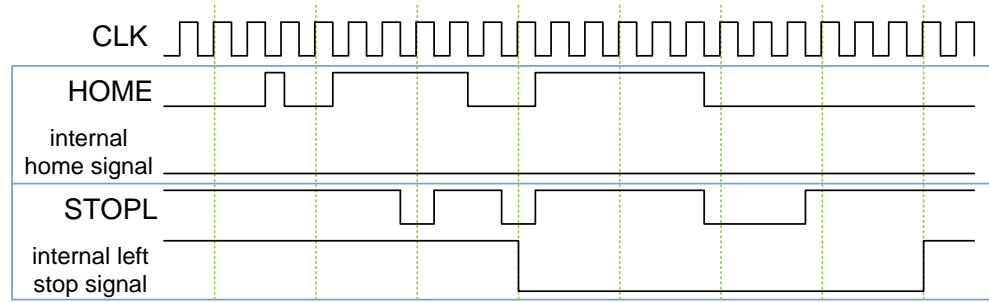 CLK
HOME
internal
home signal
STOPL
internal left
stop signal